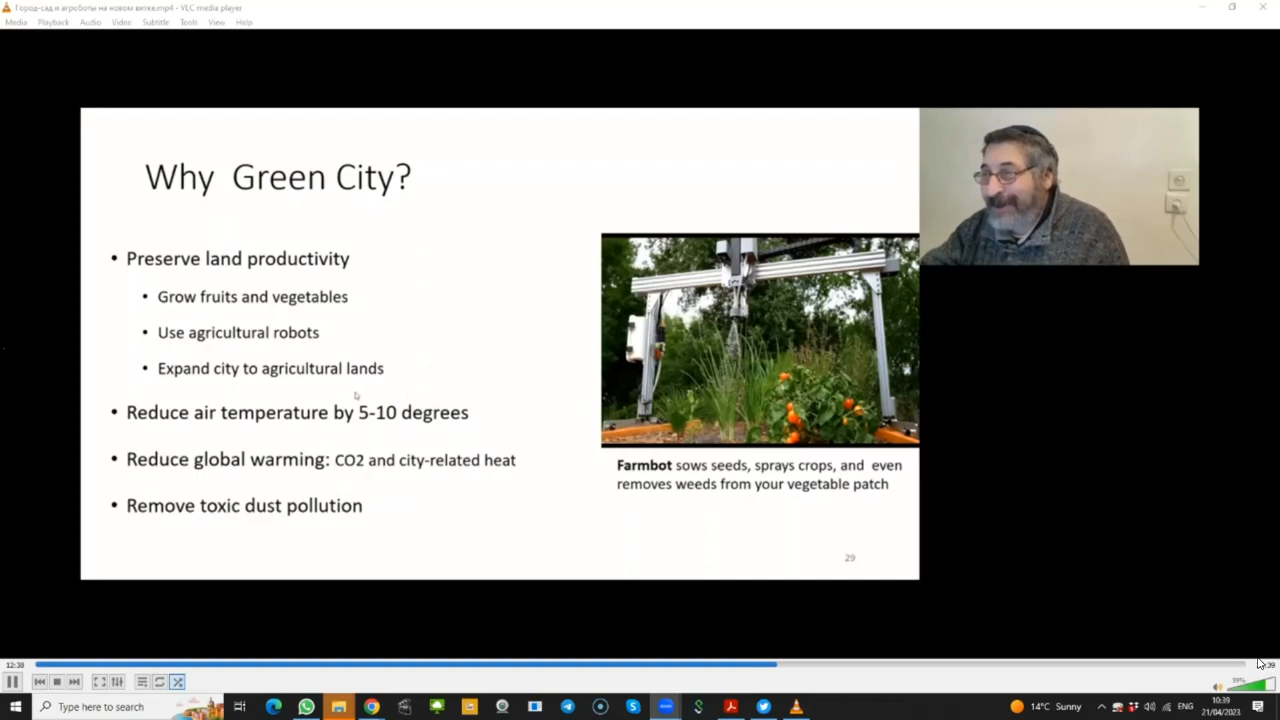 Город-сад и агроботы на новом витке.mp4 - VLC media player
Media Playback Audio Video Subtitle Tools View Help
Why Green City?
• Preserve land productivity
• Grow fruits and vegetables
• Use agricultural robots
• Expand city to agricultural lands
• Reduce air temperature by 5-10 degrees
• Reduce global warming: CO2 and city-related heat
• Remove toxic dust pollution
Farmbot sows seeds, sprays crops, and even
removes weeds from your vegetable patch
29
12:38
39%
Type here to search
14°C Sunny
ENG
10:39
21/04/2023